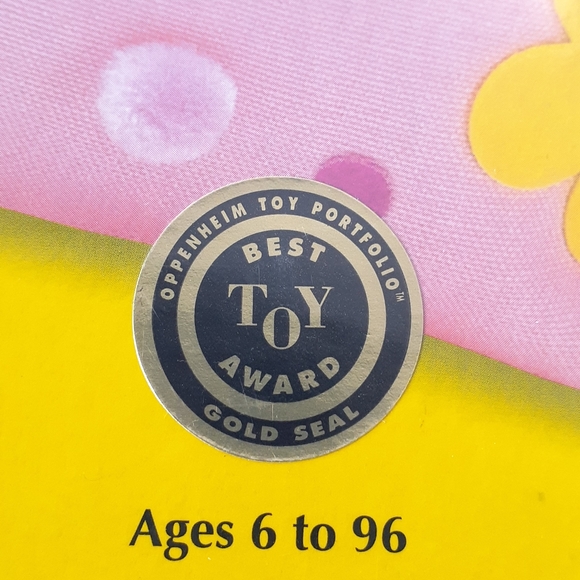 OPPENHEIM TOY PORTFOLIO™
BEST
TOY
AWARD
GOLD SEAL
Ages 6 to 96